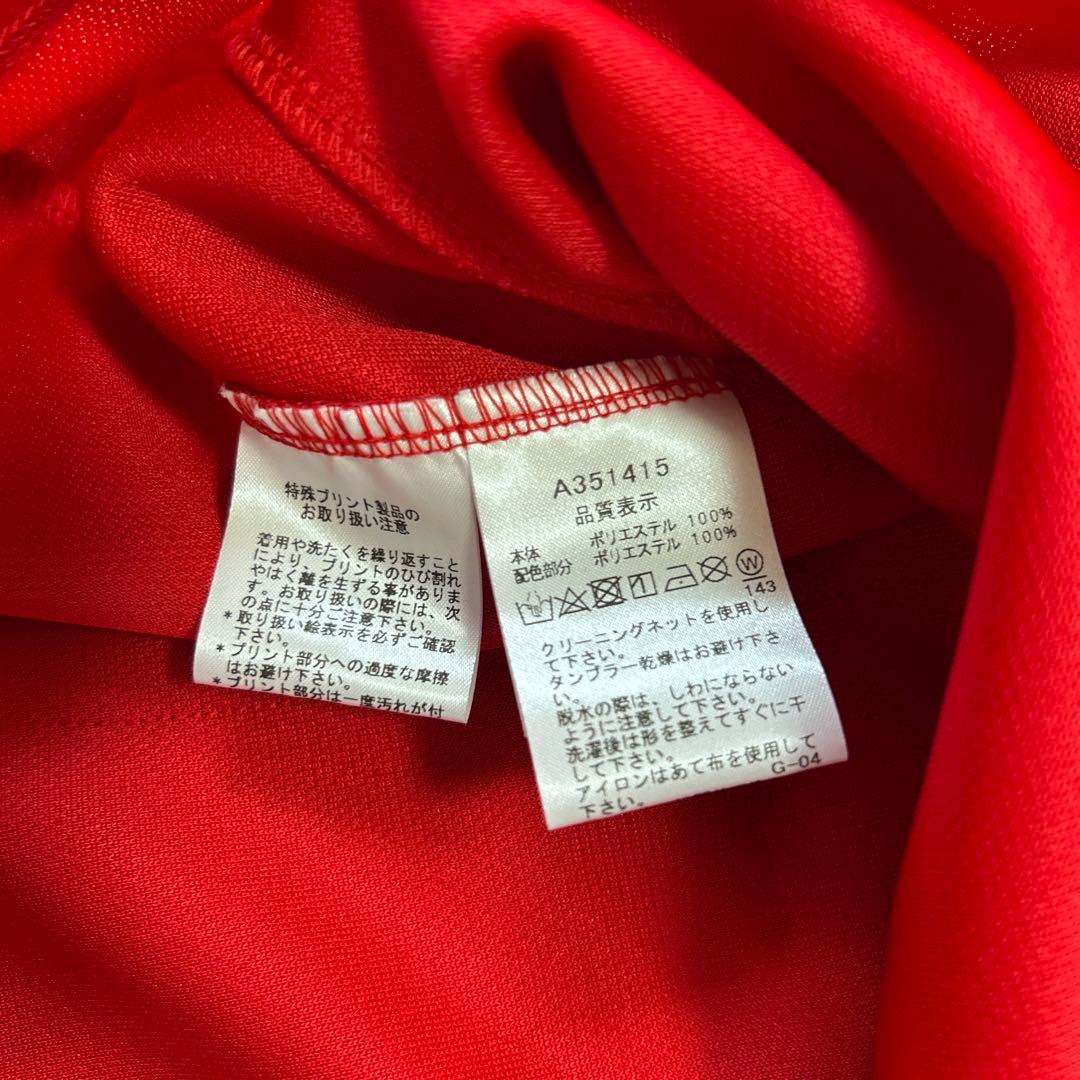 特殊プリント製品の
お取り扱い注意
着用や洗たくを繰り返すこと
により、プリントのひび割れ
やはく離を生ずる事がありま
す。お取り扱いの際には、次
の点に十分ご注意下さい。
*取り扱い絵表示を必ずご確認
下さい。
*プリント部分への過度な摩擦
はお避け下さい。
*プリント部分は一度汚れが付
A351415
品質表示
本体 ポリエステル 100%
配色部分 ポリエステル 100%
W
143
クリーニングネットを使用し
て下さい。
タンブラー乾燥はお避け下さ
い。
脱水の際は、しわにならない
ように注意して下さい。
洗濯後は形を整えてすぐに干
して下さい。
アイロンはあて布を使用して
下さい。
G-04